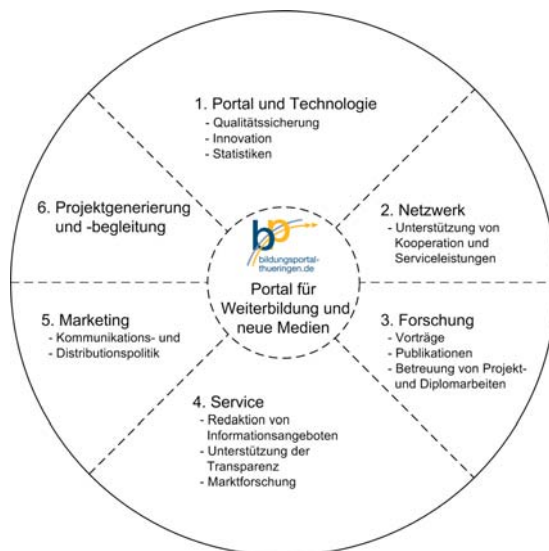 1. Portal und Technologie
- Qualitätssicherung
- Innovation
- Statistiken
2. Netzwerk
- Unterstützung von
Kooperation und
Serviceleistungen
3. Forschung
- Vorträge
- Publikationen
- Betreuung von Projekt-
und Diplomarbeiten
4. Service
- Redaktion von
Informationsangeboten
- Unterstützung der
Transparenz
- Marktforschung
5. Marketing
- Kommunikations- und
- Distributionspolitik
6. Projektgenerierung
und -begleitung
bp
bildungsportal-
thueringen.de
Portal für
Weiterbildung und
neue Medien